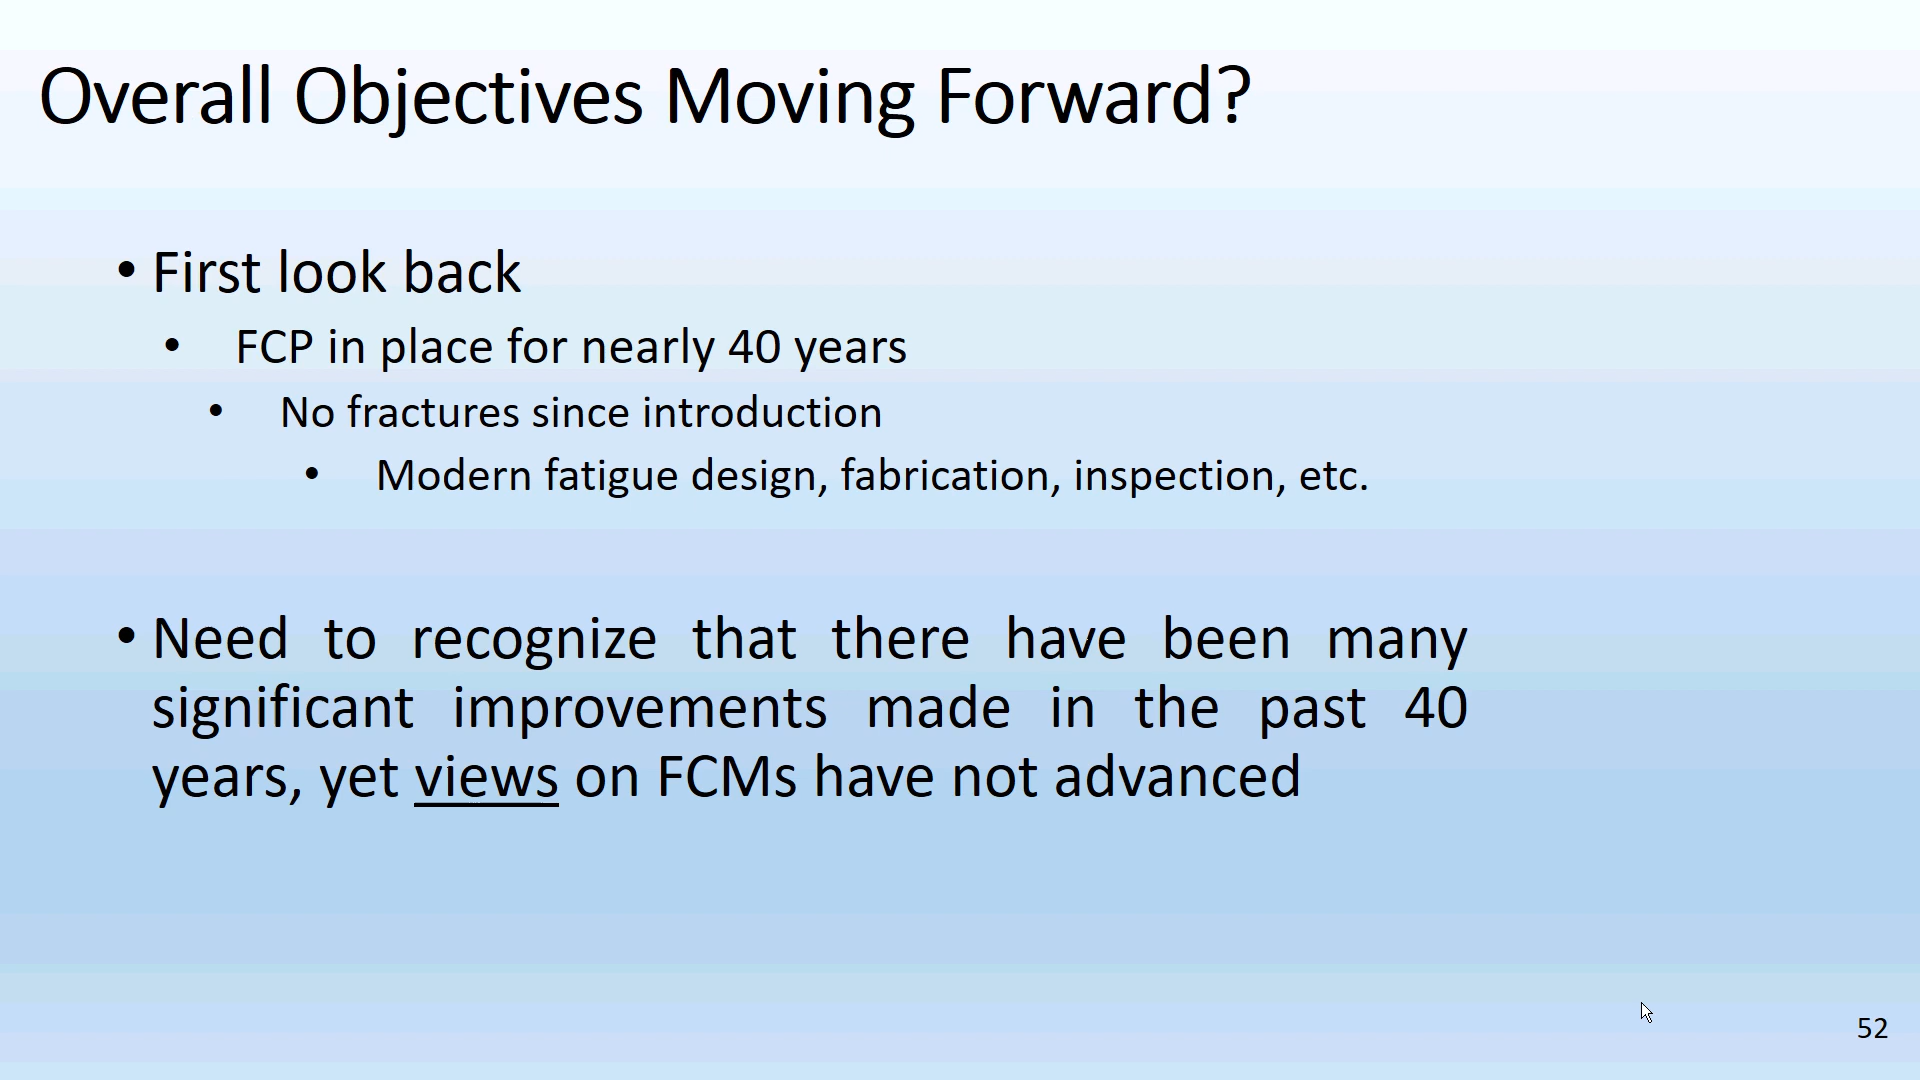 Overall Objectives Moving Forward?
• First look back
• FCP in place for nearly 40 years
• No fractures since introduction
• Modern fatigue design, fabrication, inspection, etc.
• Need to recognize that there have been many
significant improvements made in the past 40
years, yet views on FCMs have not advanced
52